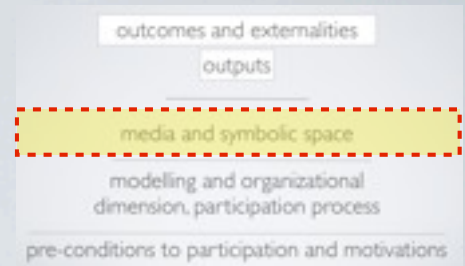 outcomes and externalities
outputs
media and symbolic space
modelling and organizational
dimension, participation process
pre-conditions to participation and motivations